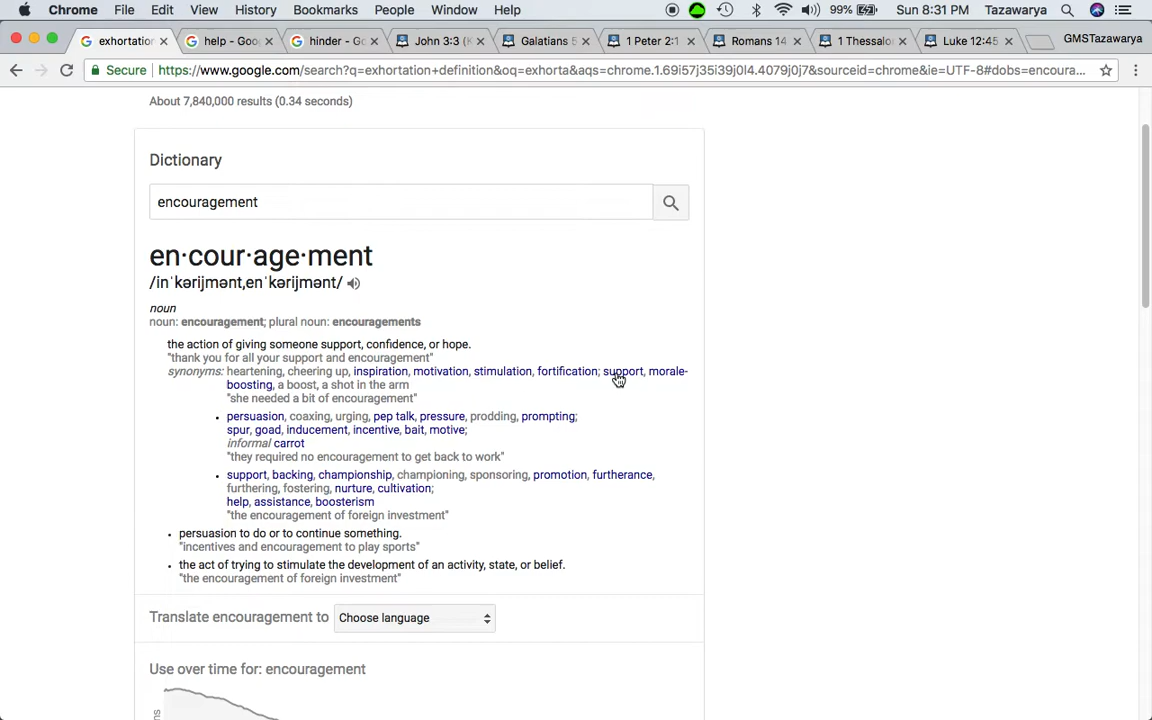 Chrome File Edit View History Bookmarks People Window Help 99% Sun 8:31 PM Tazawarya
exhortation help - Goo hinder - Go John 3:3 (K Galatians 5 1 Peter 2:1 Romans 14 1 Thessalo Luke 12:45 GMSTazawarya
Secure https://www.google.com/search?q=exhortation+definition&oq=exhorta&aqs=chrome.1.69i57j35i39j0l4.4079j0j7&sourceid=chrome&ie=UTF-8#dobs=encoura...
About 7,840,000 results (0.34 seconds)
Dictionary
encouragement
en·cour·age·ment
/inˈkərijmənt,enˈkərijmənt/
noun
noun: encouragement; plural noun: encouragements
the action of giving someone support, confidence, or hope.
"thank you for all your support and encouragement"
synonyms: heartening, cheering up, inspiration, motivation, stimulation, fortification; support, morale-
boosting, a boost, a shot in the arm
"she needed a bit of encouragement"
• persuasion, coaxing, urging, pep talk, pressure, prodding, prompting;
spur, goad, inducement, incentive, bait, motive;
informal carrot
"they required no encouragement to get back to work"
• support, backing, championship, championing, sponsoring, promotion, furtherance,
furthering, fostering, nurture, cultivation;
help, assistance, boosterism
"the encouragement of foreign investment"
• persuasion to do or to continue something.
"incentives and encouragement to play sports"
• the act of trying to stimulate the development of an activity, state, or belief.
"the encouragement of foreign investment"
Translate encouragement to Choose language
Use over time for: encouragement